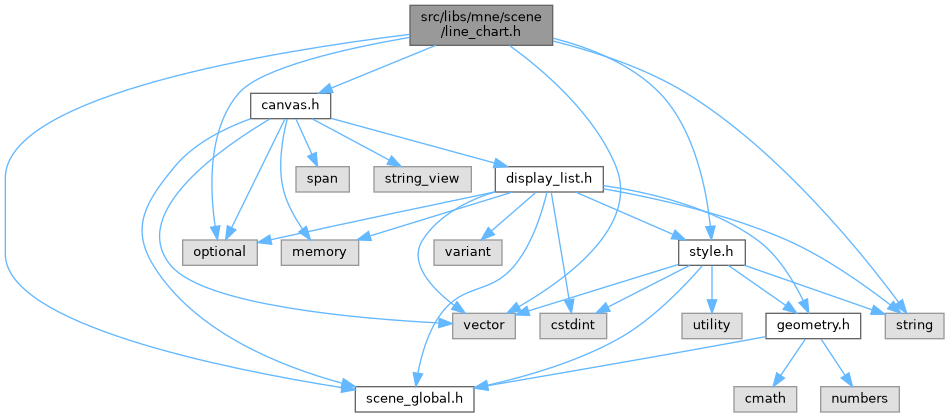 src/libs/mne/scene
/line_chart.h
canvas.h
span
string_view
display_list.h
optional
memory
variant
style.h
vector
cstdint
utility
geometry.h
string
scene_global.h
cmath
numbers